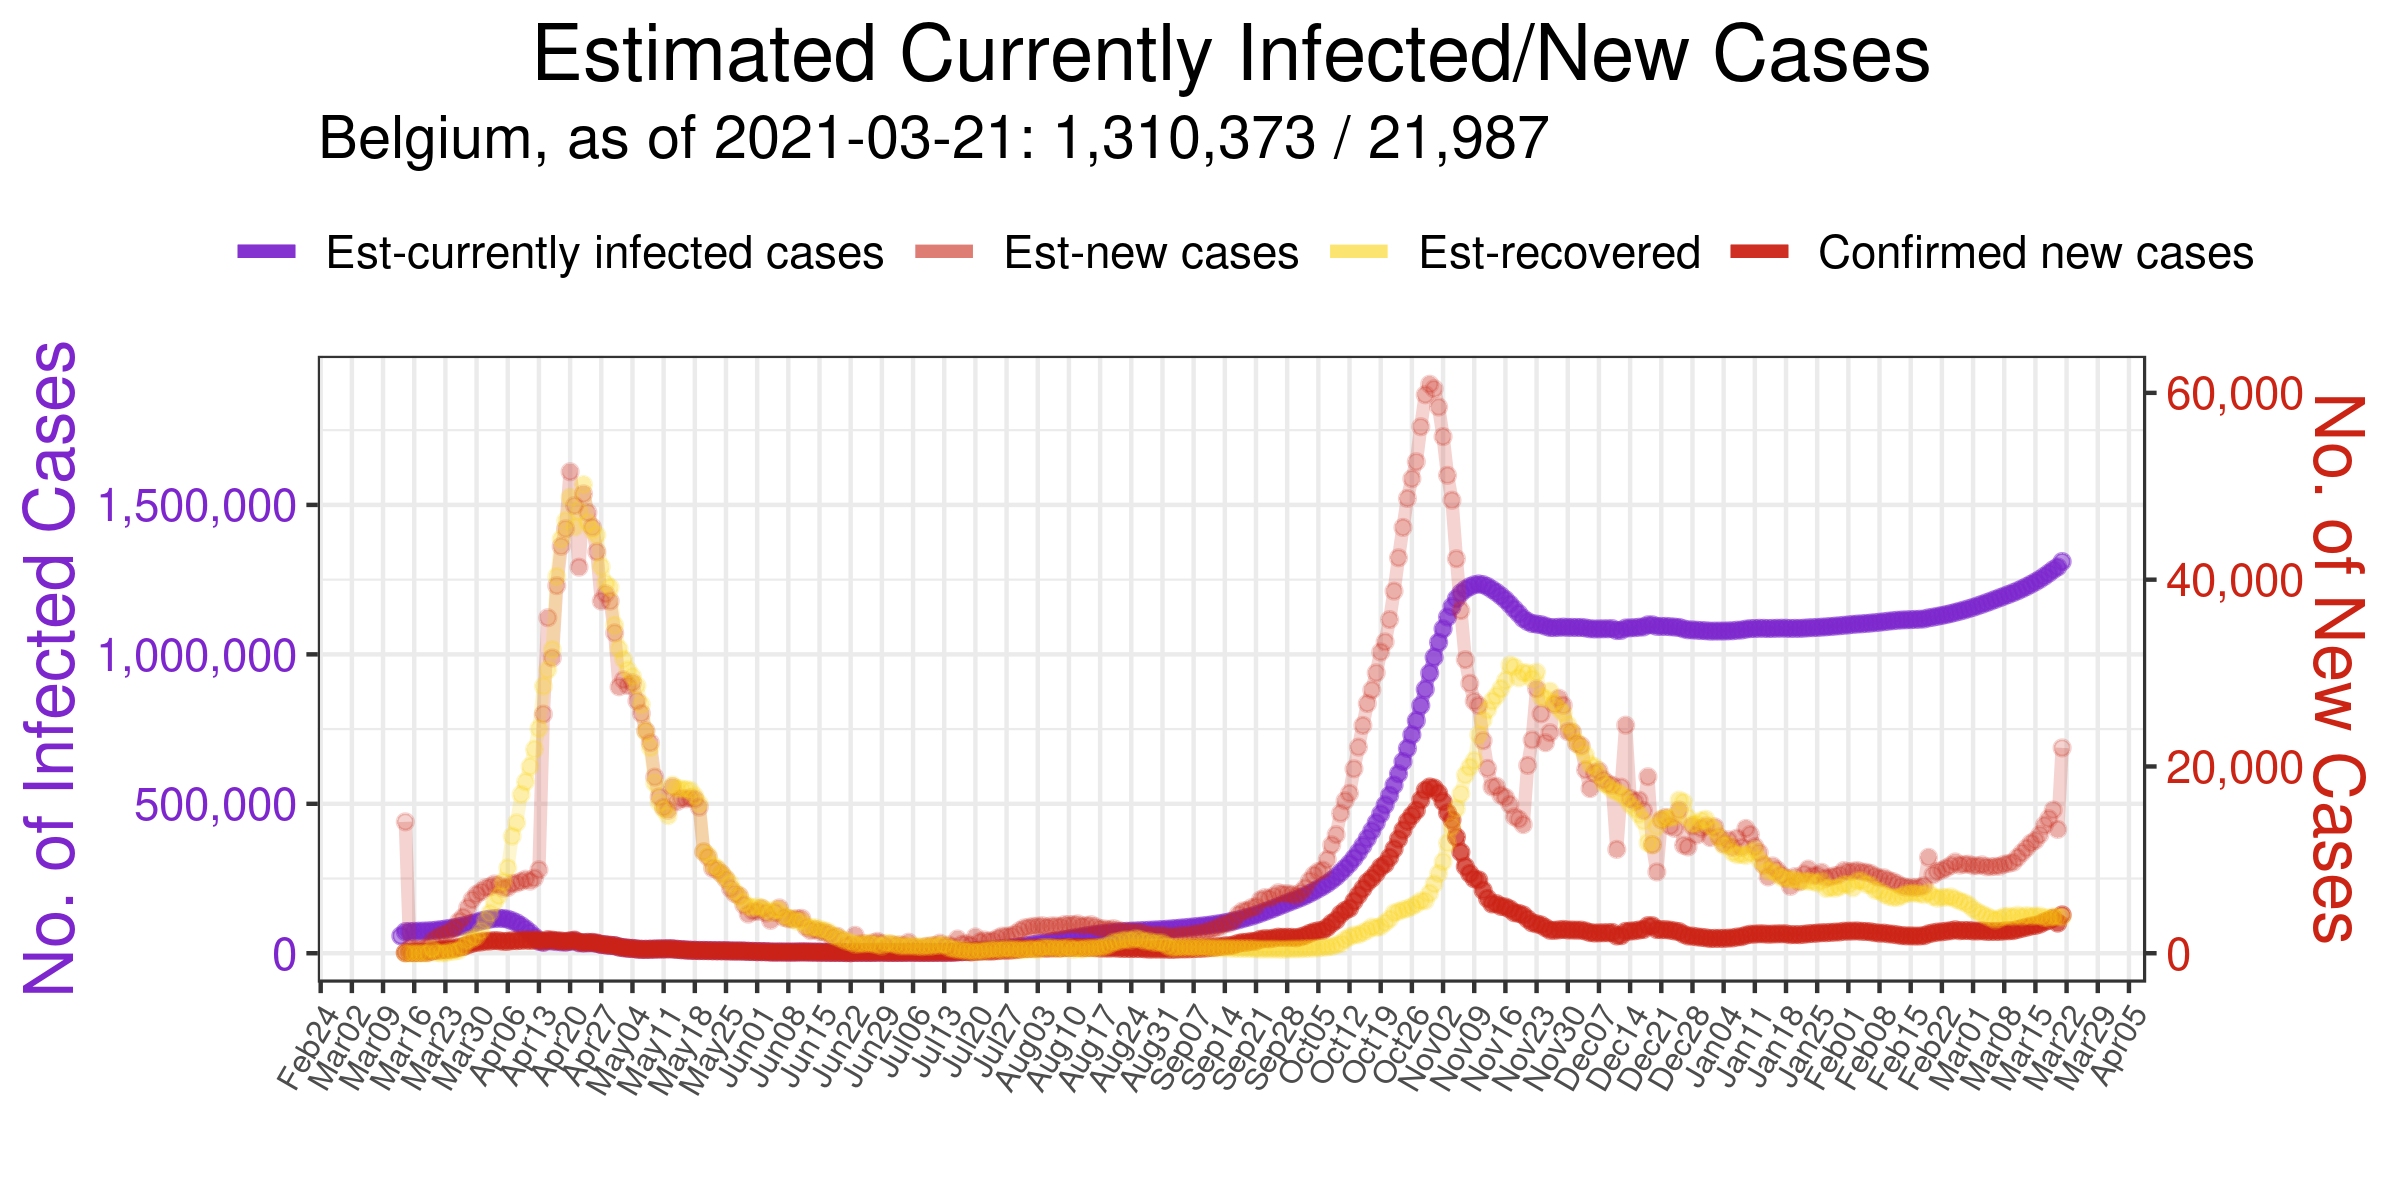 Estimated Currently Infected/New Cases
Belgium, as of 2021-03-21: 1,310,373 / 21,987
Est-currently infected cases Est-new cases Est-recovered Confirmed new cases
No. of Infected Cases
1,500,000
1,000,000
500,000
0
60,000
40,000
20,000
0
No. of New Cases
Feb24 Mar02 Mar09 Mar16 Mar23 Mar30 Apr06 Apr13 Apr20 Apr27 May04 May11 May18 May25 Jun01 Jun08 Jun15 Jun22 Jun29 Jul06 Jul13 Jul20 Jul27 Aug03 Aug10 Aug17 Aug24 Aug31 Sep07 Sep14 Sep21 Sep28 Oct05 Oct12 Oct19 Oct26 Nov02 Nov09 Nov16 Nov23 Nov30 Dec07 Dec14 Dec21 Dec28 Jan04 Jan11 Jan18 Jan25 Feb01 Feb08 Feb15 Feb22 Mar01 Mar08 Mar15 Mar22 Mar29 Apr05